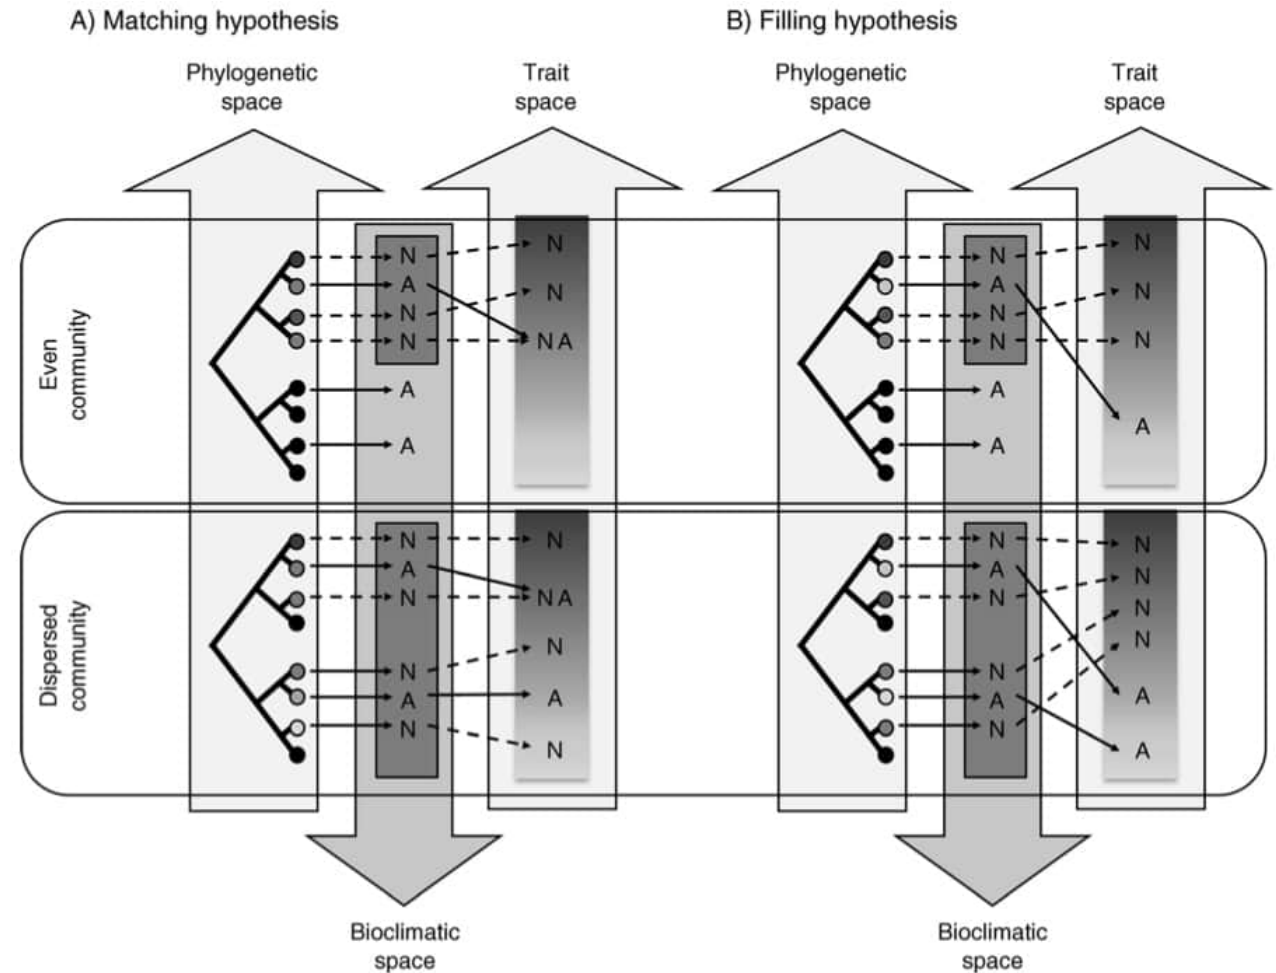 A) Matching hypothesis
B) Filling hypothesis
Phylogenetic
space
Trait
space
Phylogenetic
space
Trait
space
Even
community
N
A
N
N
A
A
N
N
N A
N
A
N
N
A
A
N
N
N
A
Dispersed
community
N
A
N
N
A
N
N
N A
N
A
N
N
A
N
N
A
N
N
N
N
N
A
A
Bioclimatic
space
Bioclimatic
space